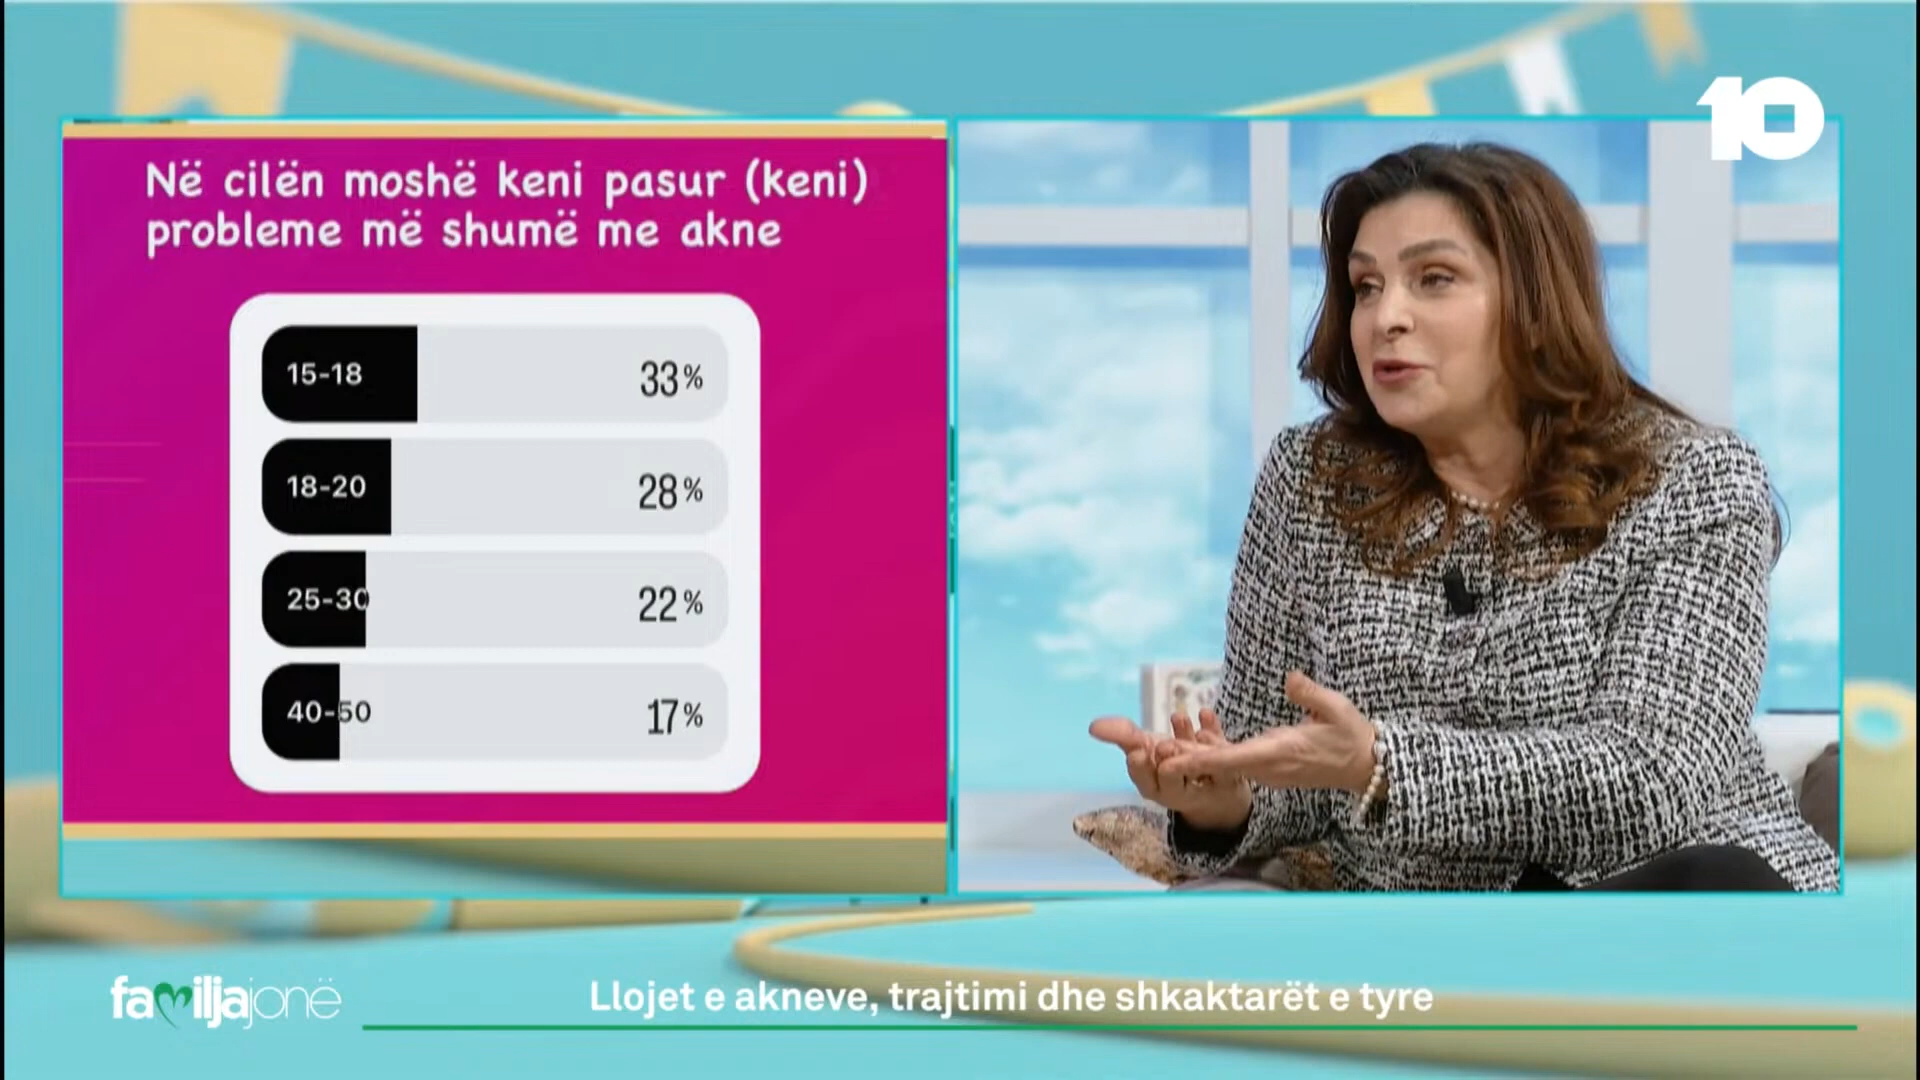 10
Në cilën moshë keni pasur (keni)
probleme më shumë me akne
15-18 33%
18-20 28%
25-30 22%
40-50 17%
familjajonë
Llojet e akneve, trajtimi dhe shkaktarët e tyre